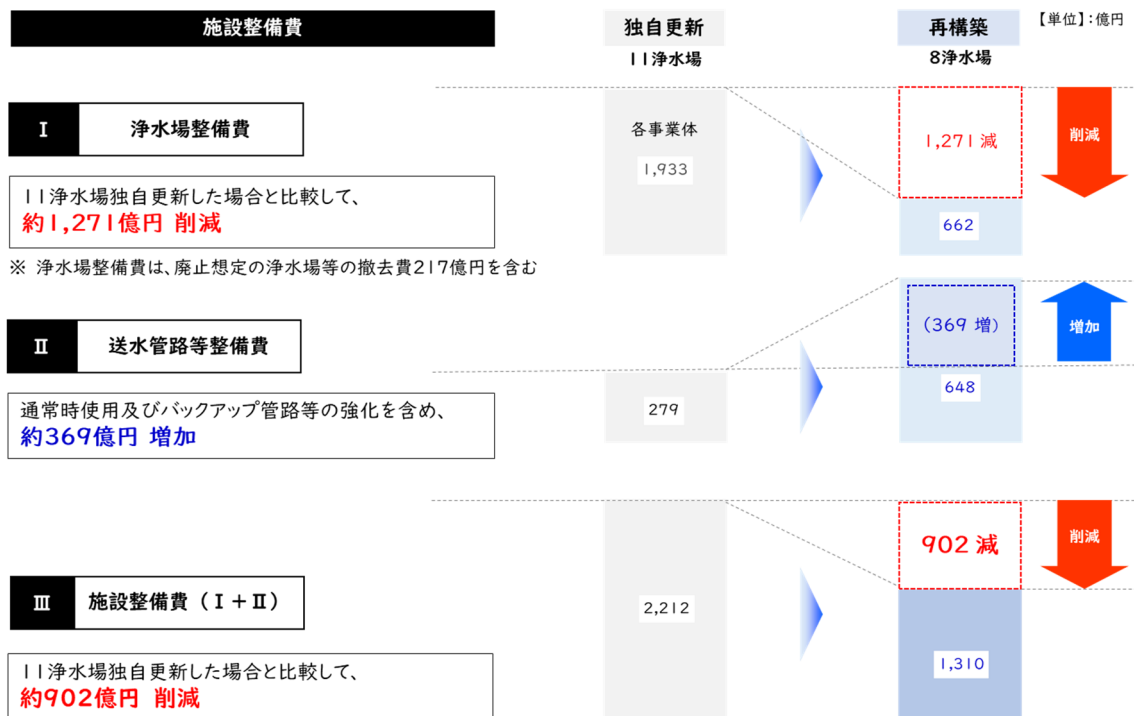 施設整備費
独自更新
11浄水場
再構築
8浄水場
【単位】:億円
Ⅰ 浄水場整備費
11浄水場独自更新した場合と比較して、
約1,271億円 削減
※ 浄水場整備費は、廃止想定の浄水場等の撤去費217億円を含む
各事業体
1,933
1,271 減
662
削減
Ⅱ 送水管路等整備費
通常時使用及びバックアップ管路等の強化を含め、
約369億円 増加
279
(369 増)
648
増加
Ⅲ 施設整備費(Ⅰ+Ⅱ)
11浄水場独自更新した場合と比較して、
約902億円 削減
2,212
902 減
1,310
削減